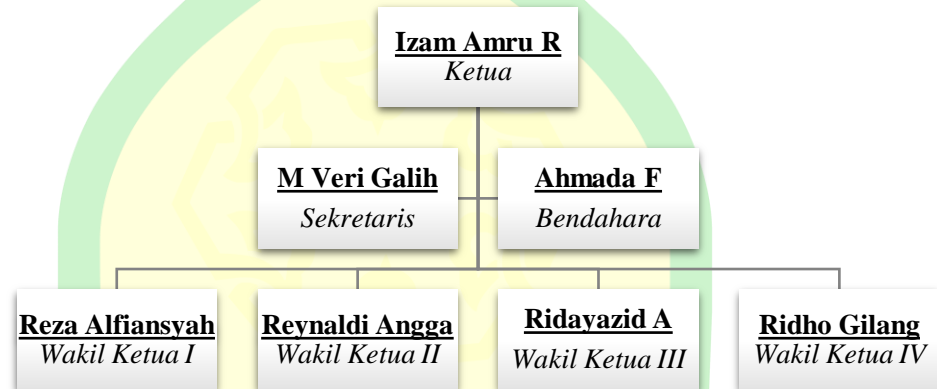 Izam Amru R
Ketua
M Veri Galih
Sekretaris
Ahmada F
Bendahara
Reza Alfiansyah
Wakil Ketua I
Reynaldi Angga
Wakil Ketua II
Ridayazid A
Wakil Ketua III
Ridho Gilang
Wakil Ketua IV